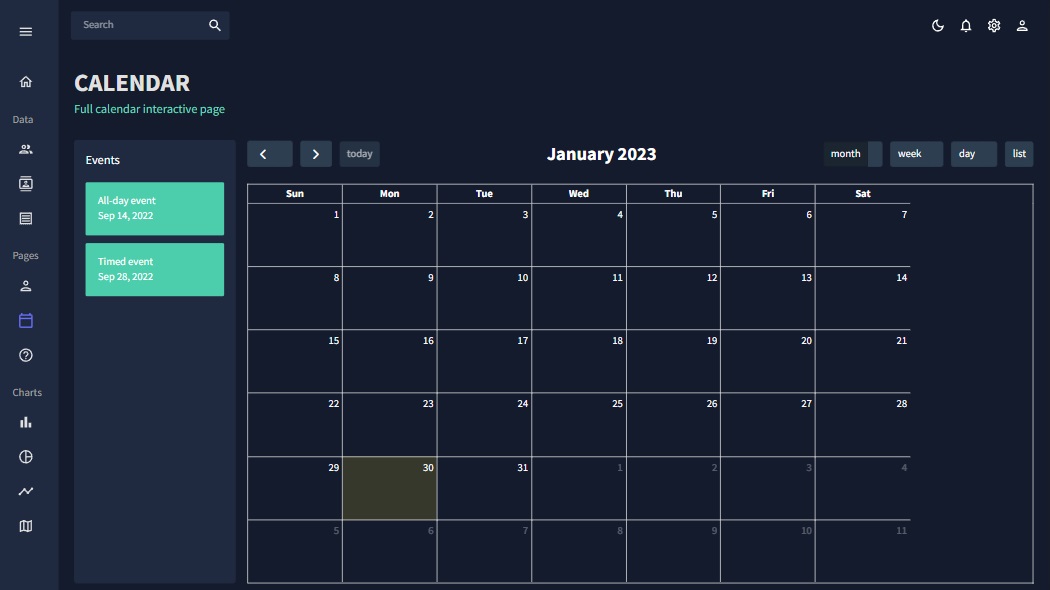 Search
CALENDAR
Full calendar interactive page
Data
Pages
Charts
Events
All-day event
Sep 14, 2022
Timed event
Sep 28, 2022
today
January 2023
month week day list
Sun Mon Tue Wed Thu Fri Sat
1 2 3 4 5 6 7
8 9 10 11 12 13 14
15 16 17 18 19 20 21
22 23 24 25 26 27 28
29 30 31 1 2 3 4
5 6 7 8 9 10 11